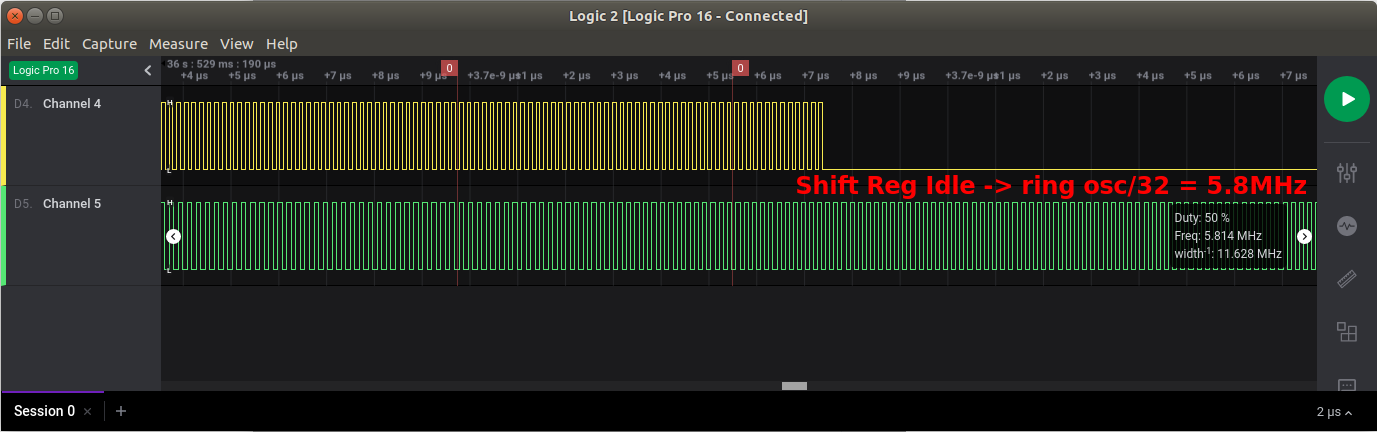 Logic 2 [Logic Pro 16 - Connected]
File Edit Capture Measure View Help
Logic Pro 16
36 s : 529 ms : 190 µs
+4 µs +5 µs +6 µs +7 µs +8 µs +9 µs +3.7e-9 µs +1 µs +2 µs +3 µs +4 µs +5 µs +6 µs +7 µs +8 µs +9 µs +3.7e-9 µs +1 µs +2 µs +3 µs +4 µs +5 µs +6 µs +7 µs
0 0
D4. Channel 4
H
L
Shift Reg Idle -> ring osc/32 = 5.8MHz
D5. Channel 5
H
L
Duty: 50 %
Freq: 5.814 MHz
width-1: 11.628 MHz
Session 0 × +
2 µs